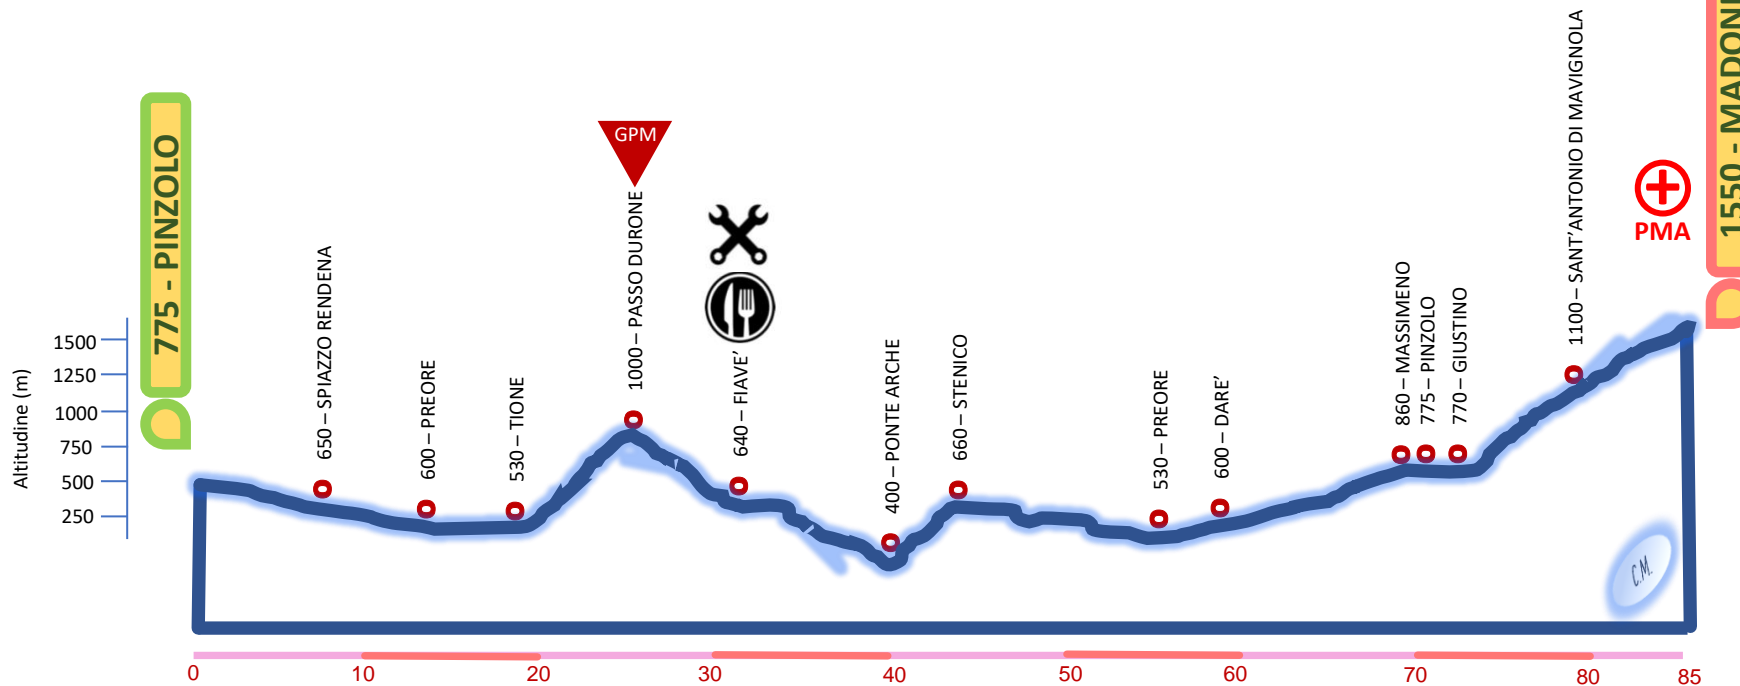 775 - PINZOLO
650 – SPIAZZO RENDENA
600 – PREORE
530 – TIONE
GPM
1000 – PASSO DURONE
640 – FIAVE’
400 – PONTE ARCHE
660 – STENICO
530 – PREORE
600 – DARE’
860 – MASSIMENO
775 – PINZOLO
770 – GIUSTINO
1100 – SANT’ANTONIO DI MAVIGNOLA
PMA
1550 - MADON
Altitudine (m)
1500
1250
1000
750
500
250
C.M.
0
10
20
30
40
50
60
70
80
85